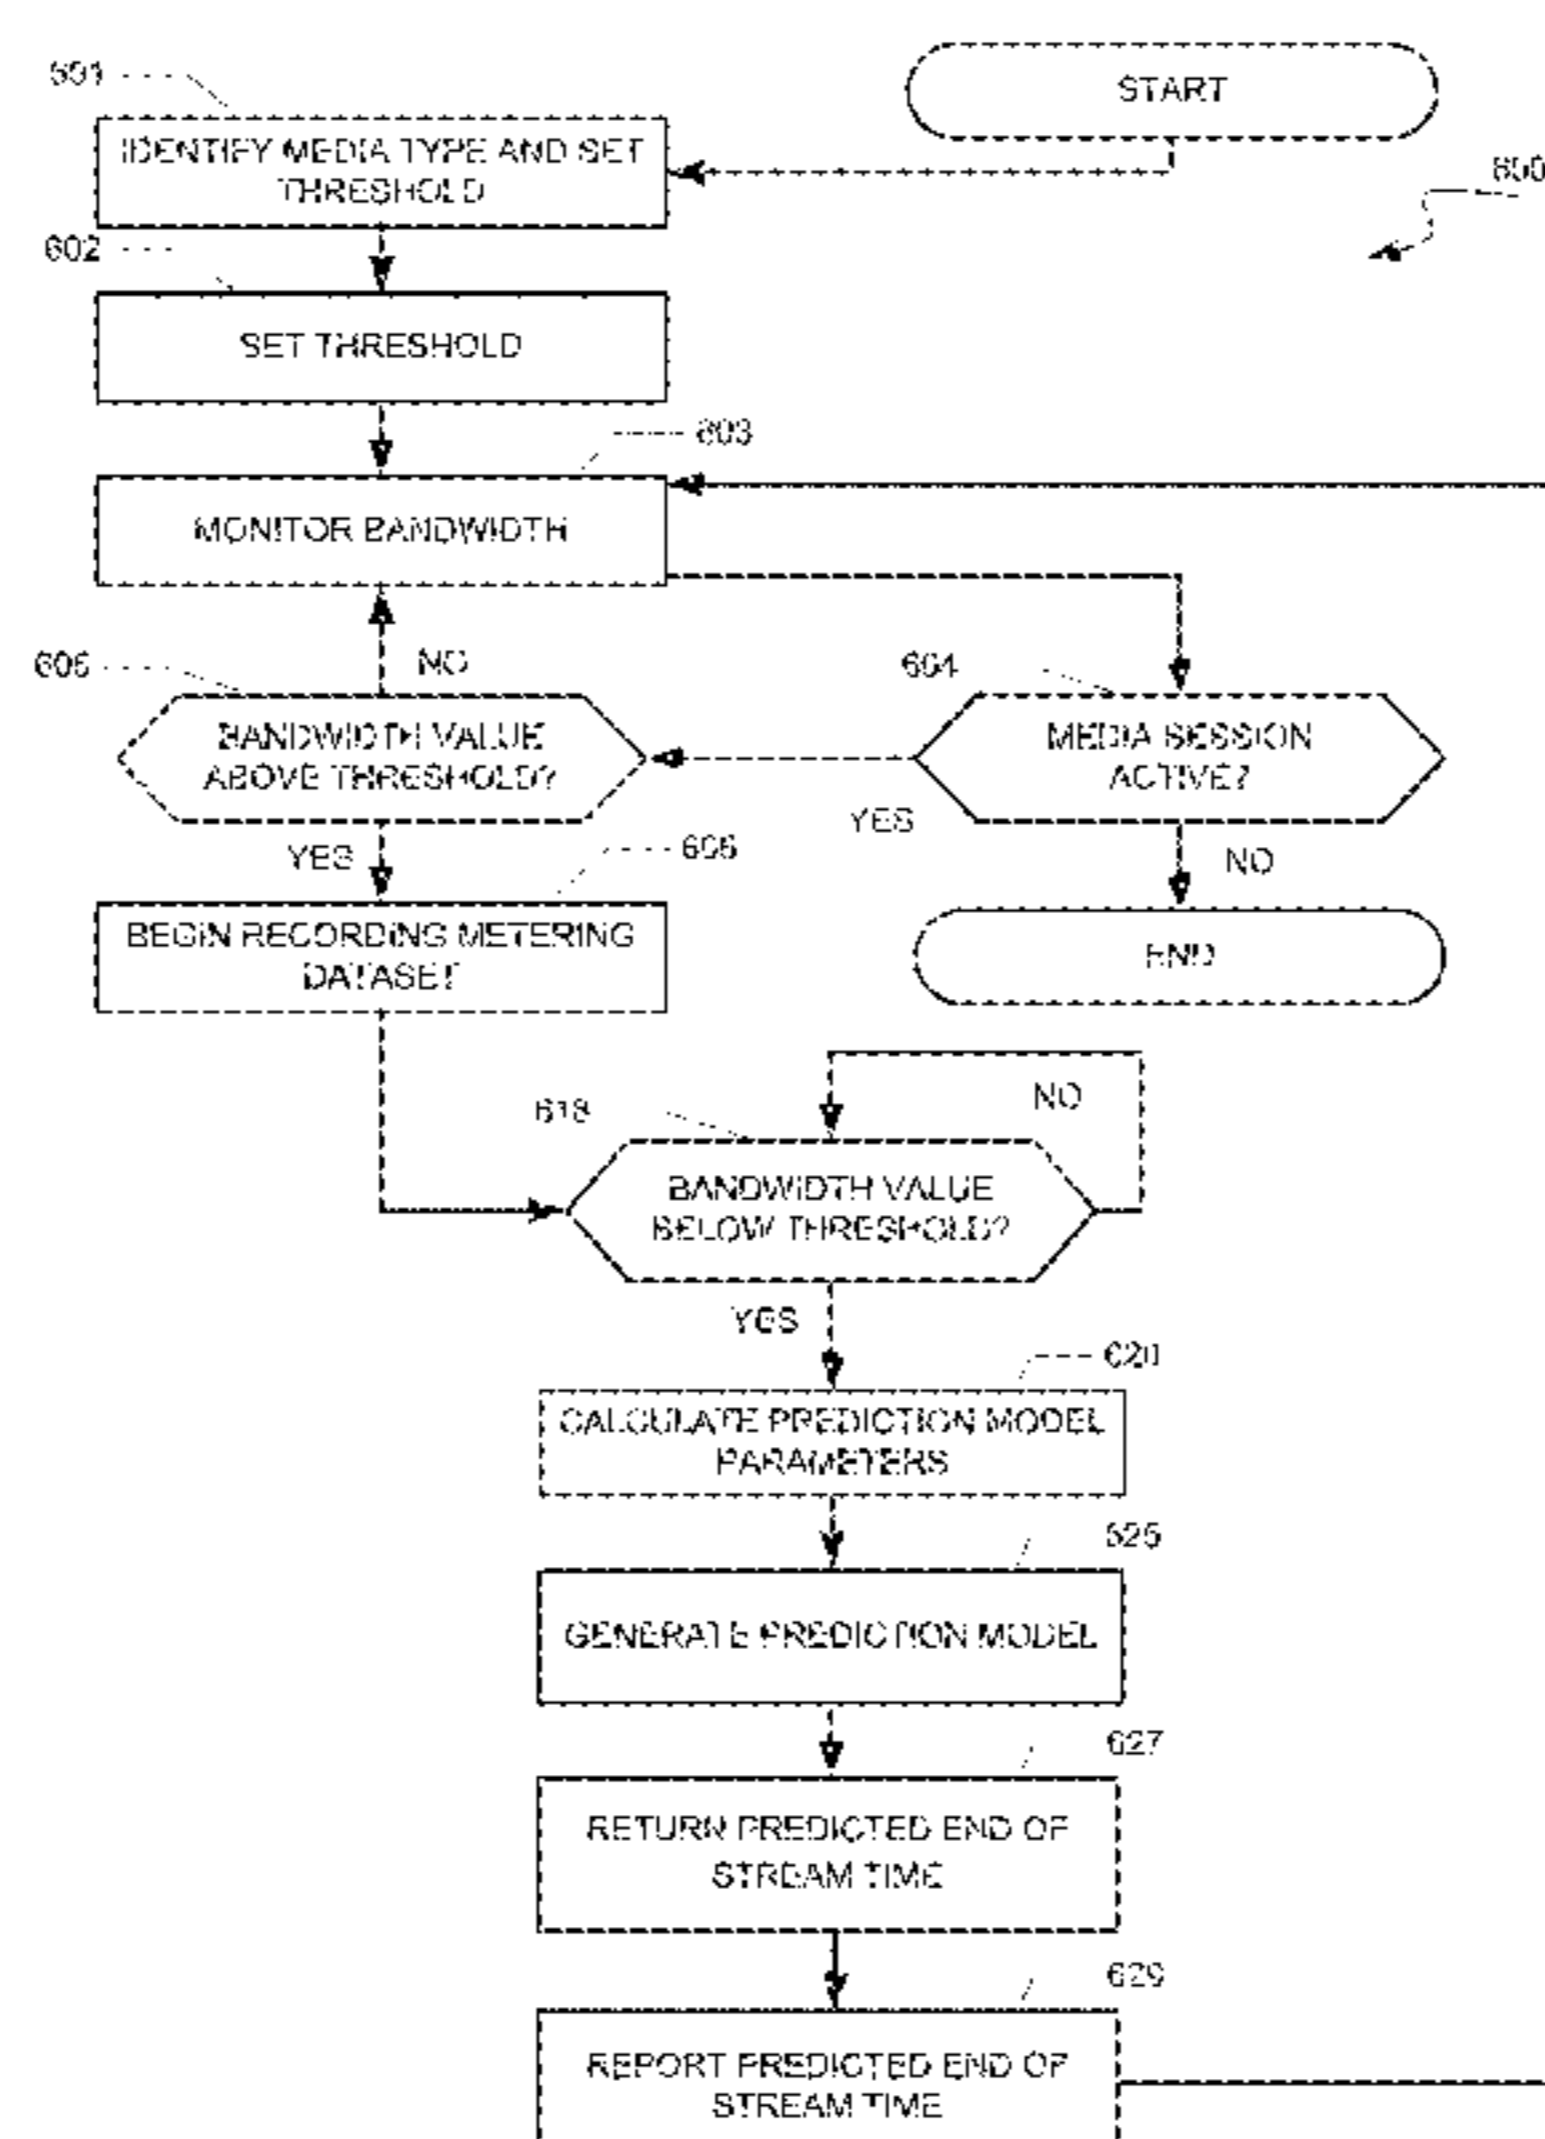 START
601
IDENTIFY MEDIA TYPE AND SET
THRESHOLD
600
602
SET THRESHOLD
603
MONITOR BANDWIDTH
NO
604
BANDWIDTH VALUE
ABOVE THRESHOLD?
MEDIA SESSION
ACTIVE?
YES
YES
NO
BEGIN RECORDING METERING
DATASET
END
618
NO
BANDWIDTH VALUE
BELOW THRESHOLD?
YES
620
CALCULATE PREDICTION MODEL
PARAMETERS
625
GENERATE PREDICTION MODEL
627
RETURN PREDICTED END OF
STREAM TIME
629
REPORT PREDICTED END OF
STREAM TIME